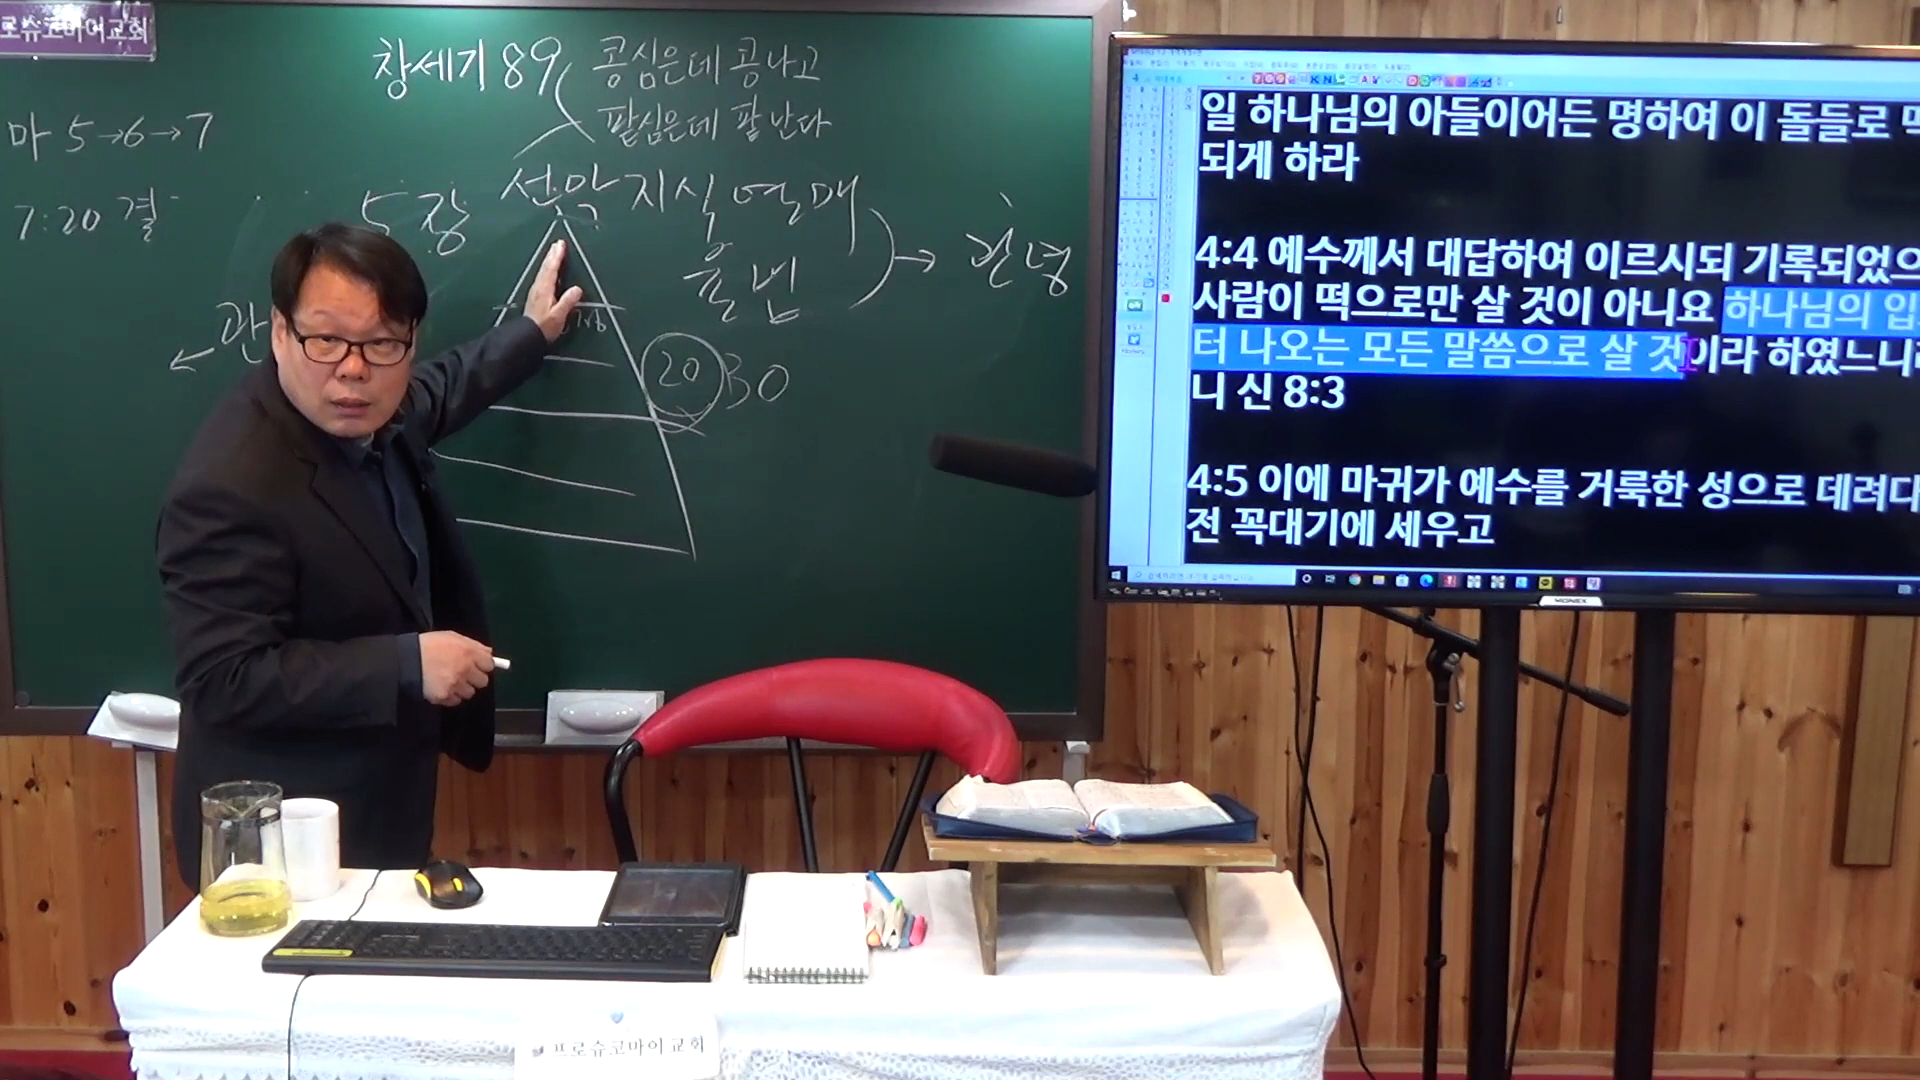 로슈코마이교회
창세기 89
콩심은데 콩나고
팥심은데 팥난다
마 5→6→7
7:20 결
5장 선악지식열매
율법
관
20
30
일 하나님의 아들이어든 명하여 이 돌들로
되게 하라
4:4 예수께서 대답하여 이르시되 기록되었으
사람이 떡으로만 살 것이 아니요 하나님의 입
터 나오는 모든 말씀으로 살 것이라 하였느니라
니 신 8:3
4:5 이에 마귀가 예수를 거룩한 성으로 데려다
전 꼭대기에 세우고
프로슈코마이 교회